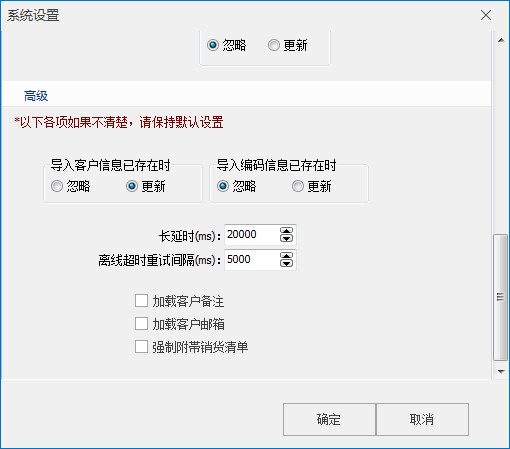 系统设置
忽略 更新
高级
*以下各项如果不清楚，请保持默认设置
导入客户信息已存在时 导入编码信息已存在时
忽略 更新 忽略 更新
长延时(ms)： 20000
离线超时重试间隔(ms)： 5000
加载客户备注
加载客户邮箱
强制附带销货清单
确定 取消